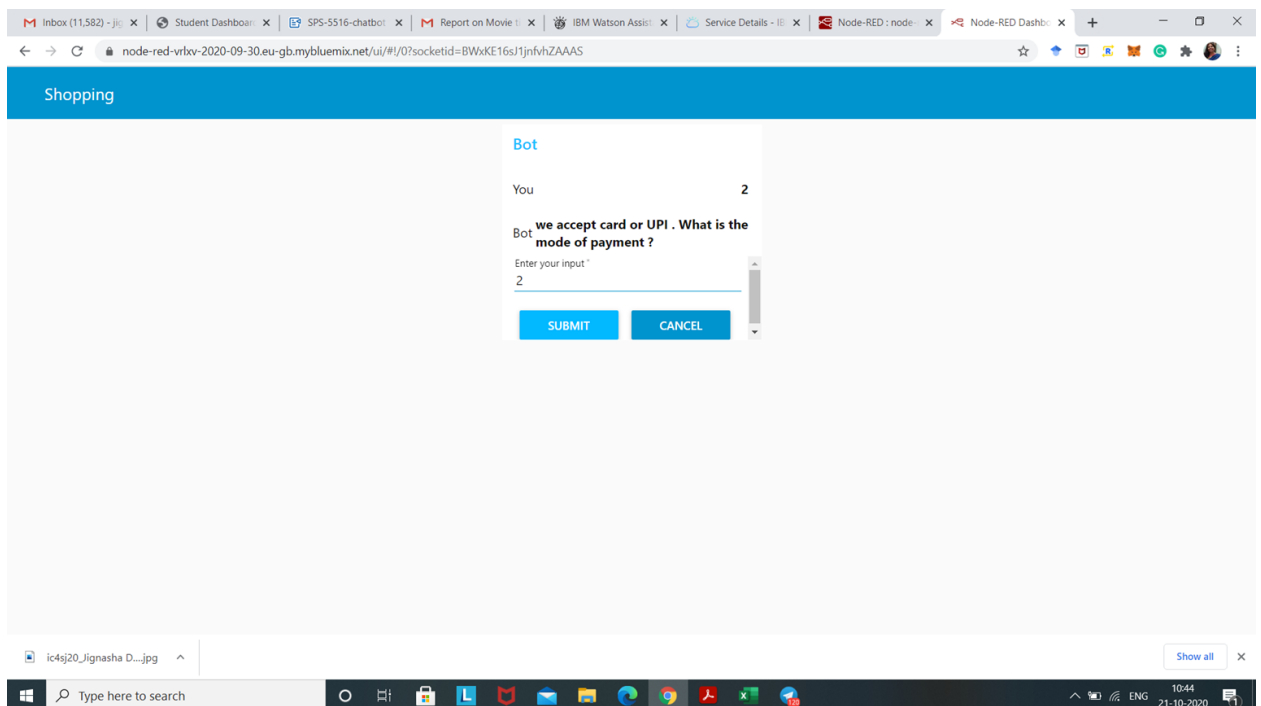 Inbox (11,582) - jig
Student Dashboar
SPS-5516-chatbot
Report on Movie ti
IBM Watson Assist
Service Details - IB
Node-RED : node-
Node-RED Dashbo
node-red-vrlxv-2020-09-30.eu-gb.mybluemix.net/ui/#!/0?socketid=BWxKE16sJ1jnfvhZAAAS
Shopping
Bot
You 2
Bot we accept card or UPI . What is the
mode of payment ?
Enter your input *
2
SUBMIT CANCEL
ic4sj20_Jignasha D....jpg
Show all
Type here to search
L
120
ENG
10:44
21-10-2020